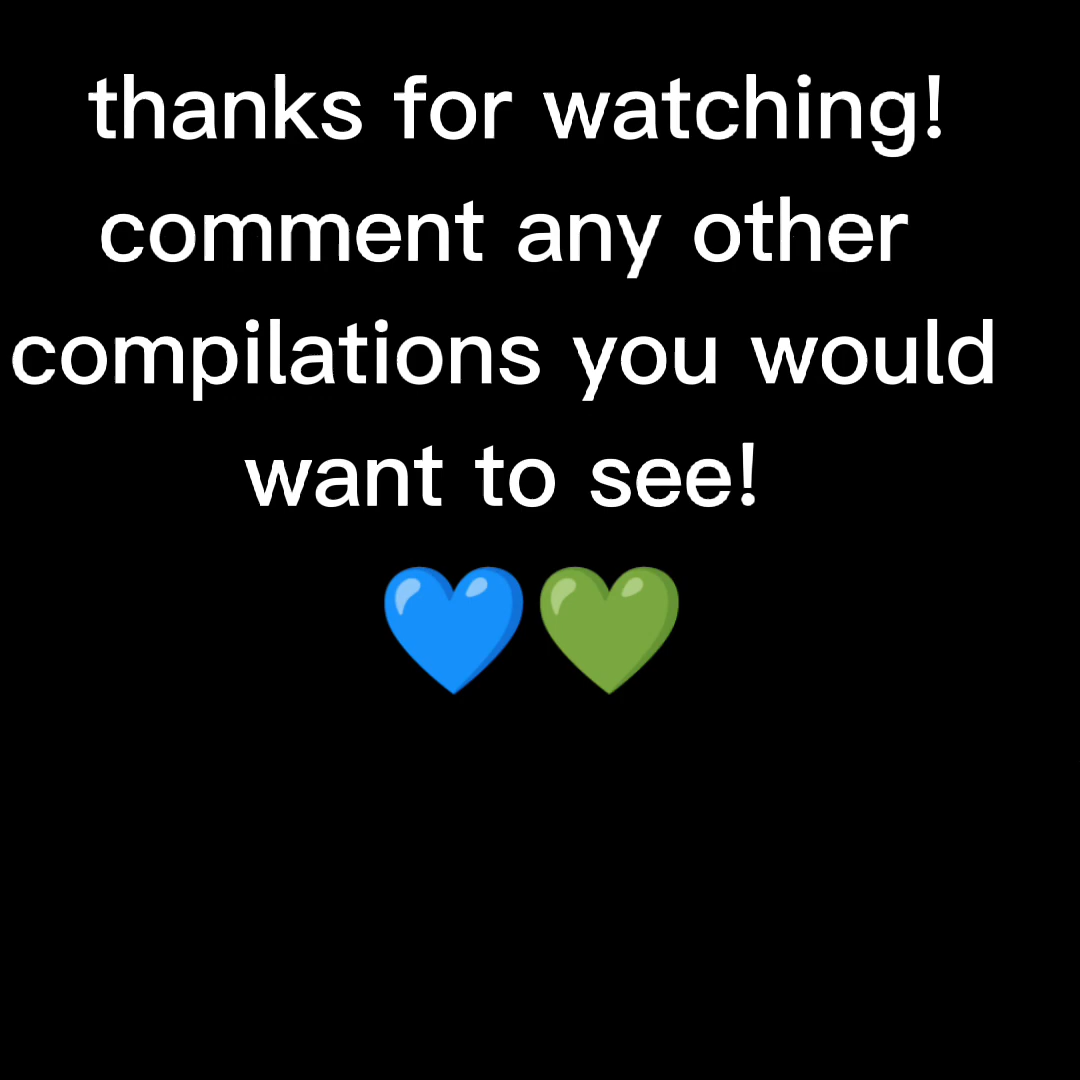 thanks for watching!
comment any other
compilations you would
want to see!
💙💚